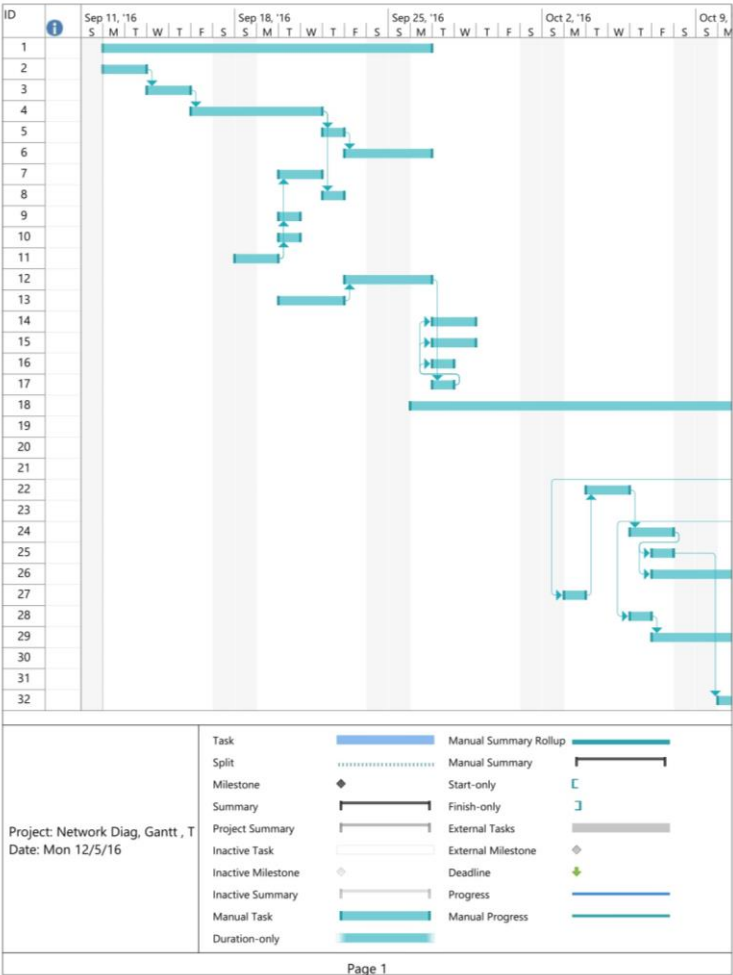 ID Sep 11, '16 Sep 18, '16 Sep 25, '16 Oct 2, '16 Oct 9,
i S M T W T F S S M T W T F S S M T W T F S S M T W T F S S M
1
2
3
4
5
6
7
8
9
10
11
12
13
14
15
16
17
18
19
20
21
22
23
24
25
26
27
28
29
30
31
32
Project: Network Diag, Gantt , T
Date: Mon 12/5/16
Task
Split
Milestone
Summary
Project Summary
Inactive Task
Inactive Milestone
Inactive Summary
Manual Task
Duration-only
Manual Summary Rollup
Manual Summary
Start-only
Finish-only
External Tasks
External Milestone
Deadline
Progress
Manual Progress
Page 1